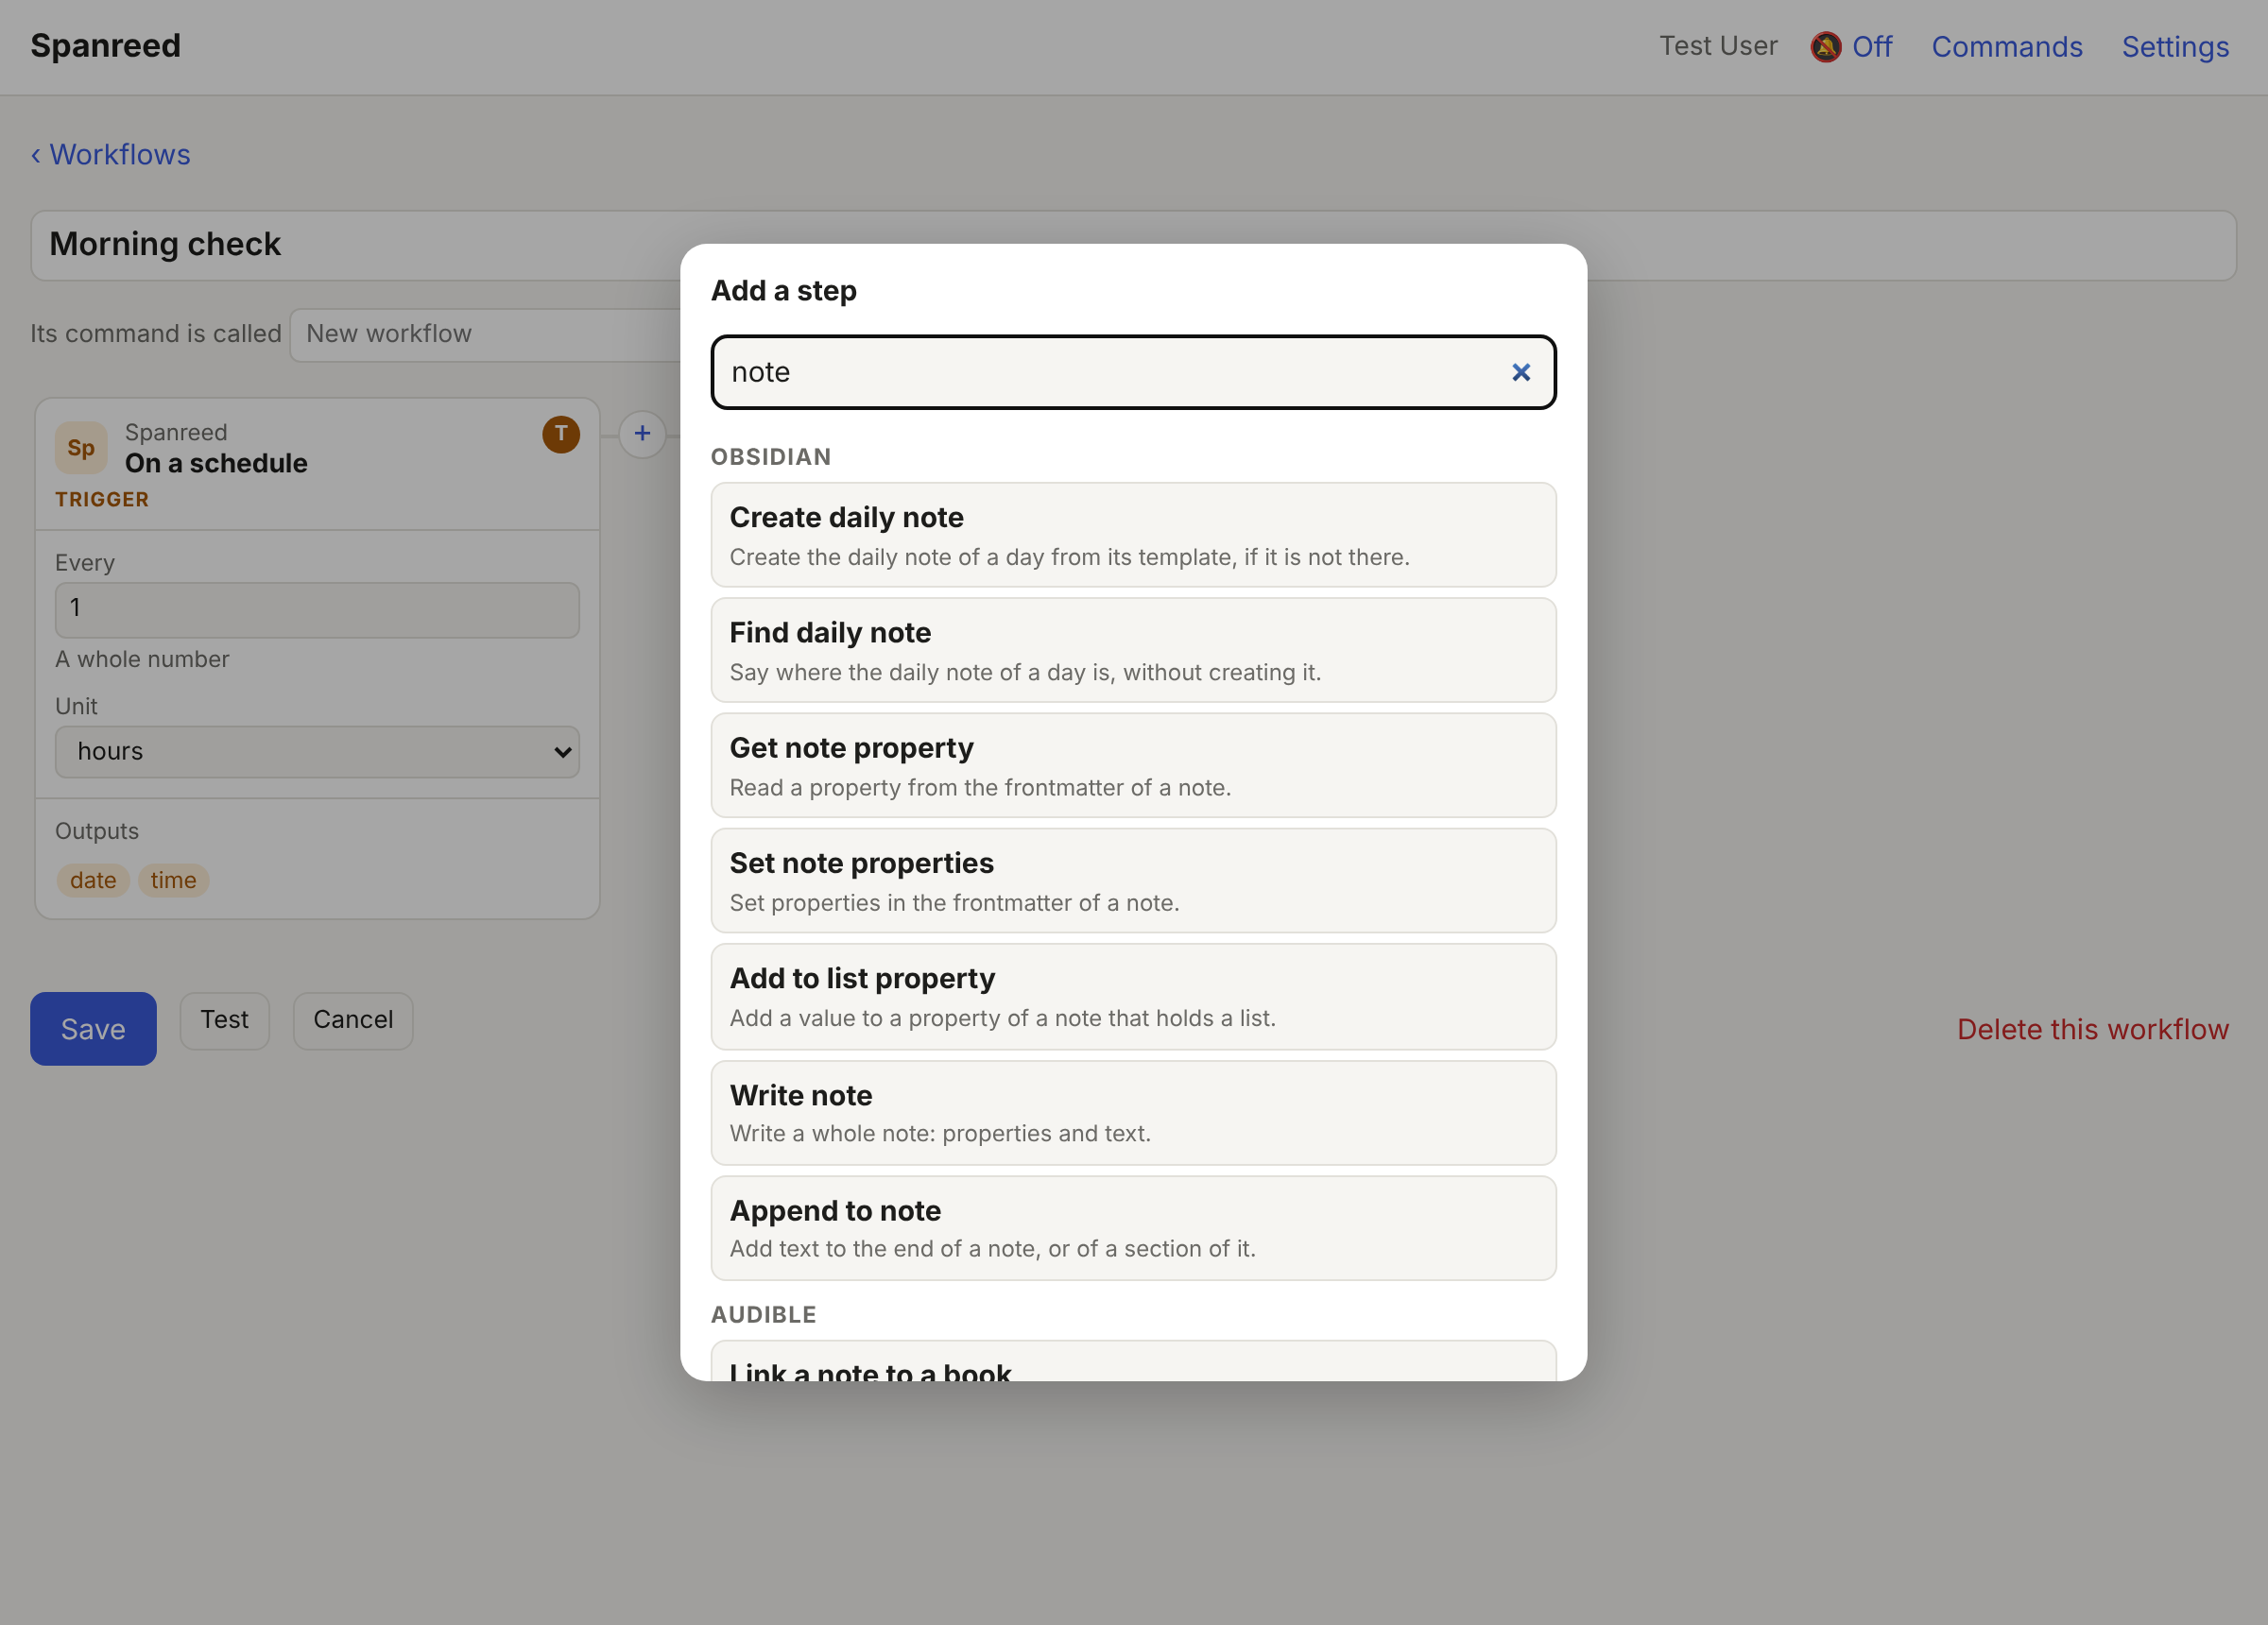 Spanreed
Test User
Off
Commands
Settings
‹ Workflows
Morning check
Its command is called
New workflow
Sp
Spanreed
On a schedule
T
TRIGGER
Every
1
A whole number
Unit
hours
Outputs
date
time
+
Save
Test
Cancel
Delete this workflow
Add a step
note
OBSIDIAN
Create daily note
Create the daily note of a day from its template, if it is not there.
Find daily note
Say where the daily note of a day is, without creating it.
Get note property
Read a property from the frontmatter of a note.
Set note properties
Set properties in the frontmatter of a note.
Add to list property
Add a value to a property of a note that holds a list.
Write note
Write a whole note: properties and text.
Append to note
Add text to the end of a note, or of a section of it.
AUDIBLE
Link a note to a book